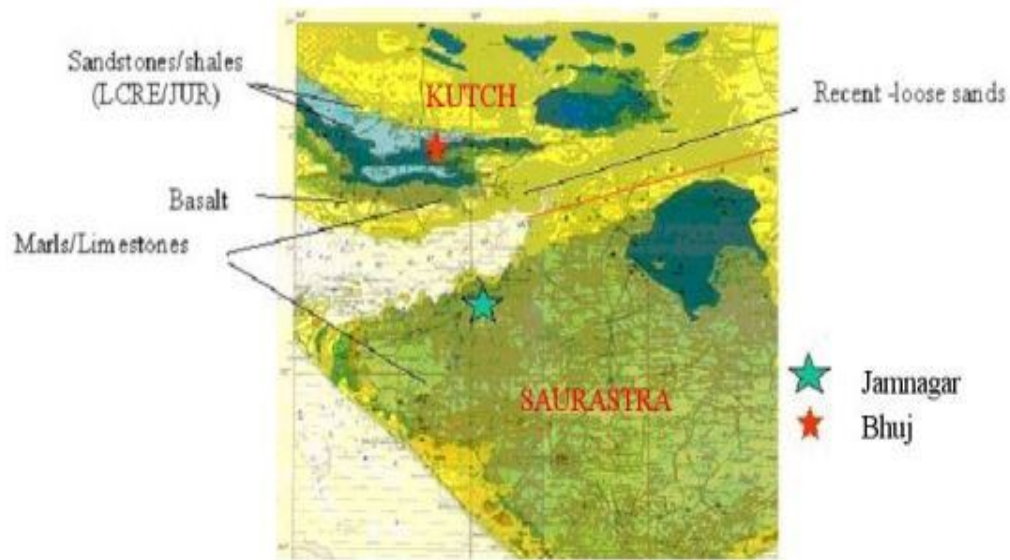 Sandstones/shales
(LCRE/JUR)
KUTCH
Recent -loose sands
Basalt
Marls/Limestones
SAURASTRA
Jamnagar
Bhuj